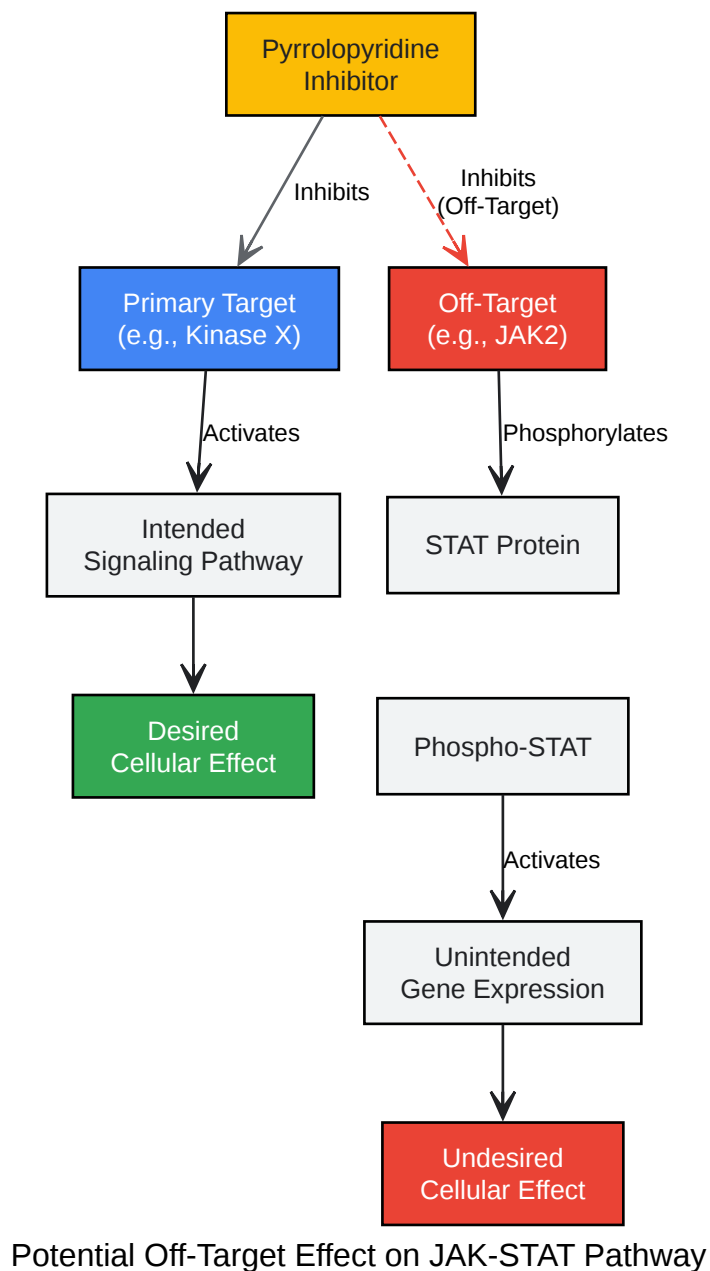 Pyrrolopyridine
Inhibitor
Inhibits
Inhibits
(Off-Target)
Primary Target
(e.g., Kinase X)
Off-Target
(e.g., JAK2)
Activates
Phosphorylates
Intended
Signaling Pathway
STAT Protein
Desired
Cellular Effect
Phospho-STAT
Activates
Unintended
Gene Expression
Undesired
Cellular Effect
Potential Off-Target Effect on JAK-STAT Pathway